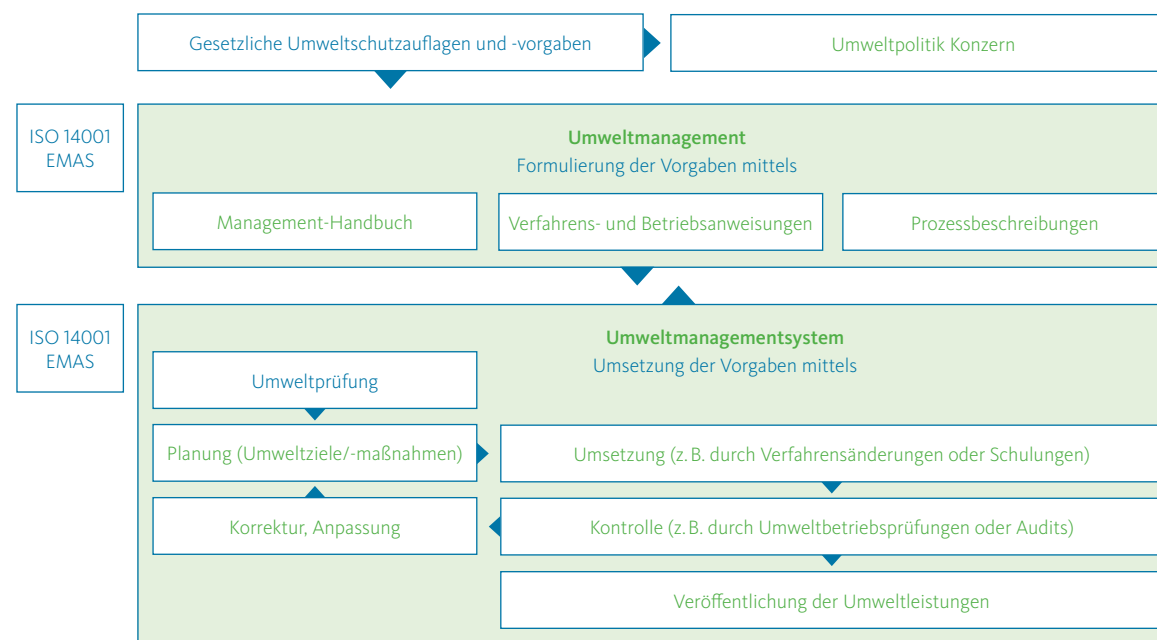 Gesetzliche Umweltschutzauflagen und -vorgaben
Umweltpolitik Konzern
ISO 14001
EMAS
Umweltmanagement
Formulierung der Vorgaben mittels
Management-Handbuch
Verfahrens- und Betriebsanweisungen
Prozessbeschreibungen
ISO 14001
EMAS
Umweltmanagementsystem
Umsetzung der Vorgaben mittels
Umweltprüfung
Planung (Umweltziele/-maßnahmen)
Umsetzung (z. B. durch Verfahrensänderungen oder Schulungen)
Korrektur, Anpassung
Kontrolle (z. B. durch Umweltbetriebsprüfungen oder Audits)
Veröffentlichung der Umweltleistungen